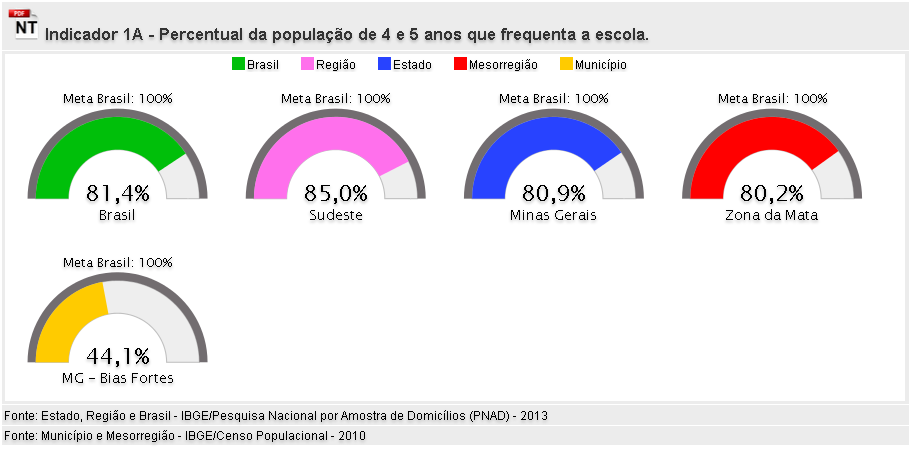 PDF
NT
Indicador 1A - Percentual da população de 4 e 5 anos que frequenta a escola.
Brasil Região Estado Mesorregião Município
Meta Brasil: 100% Meta Brasil: 100% Meta Brasil: 100% Meta Brasil: 100%
81,4% 85,0% 80,9% 80,2%
Brasil Sudeste Minas Gerais Zona da Mata
Meta Brasil: 100%
44,1%
MG - Bias Fortes
Fonte: Estado, Região e Brasil - IBGE/Pesquisa Nacional por Amostra de Domicílios (PNAD) - 2013
Fonte: Município e Mesorregião - IBGE/Censo Populacional - 2010